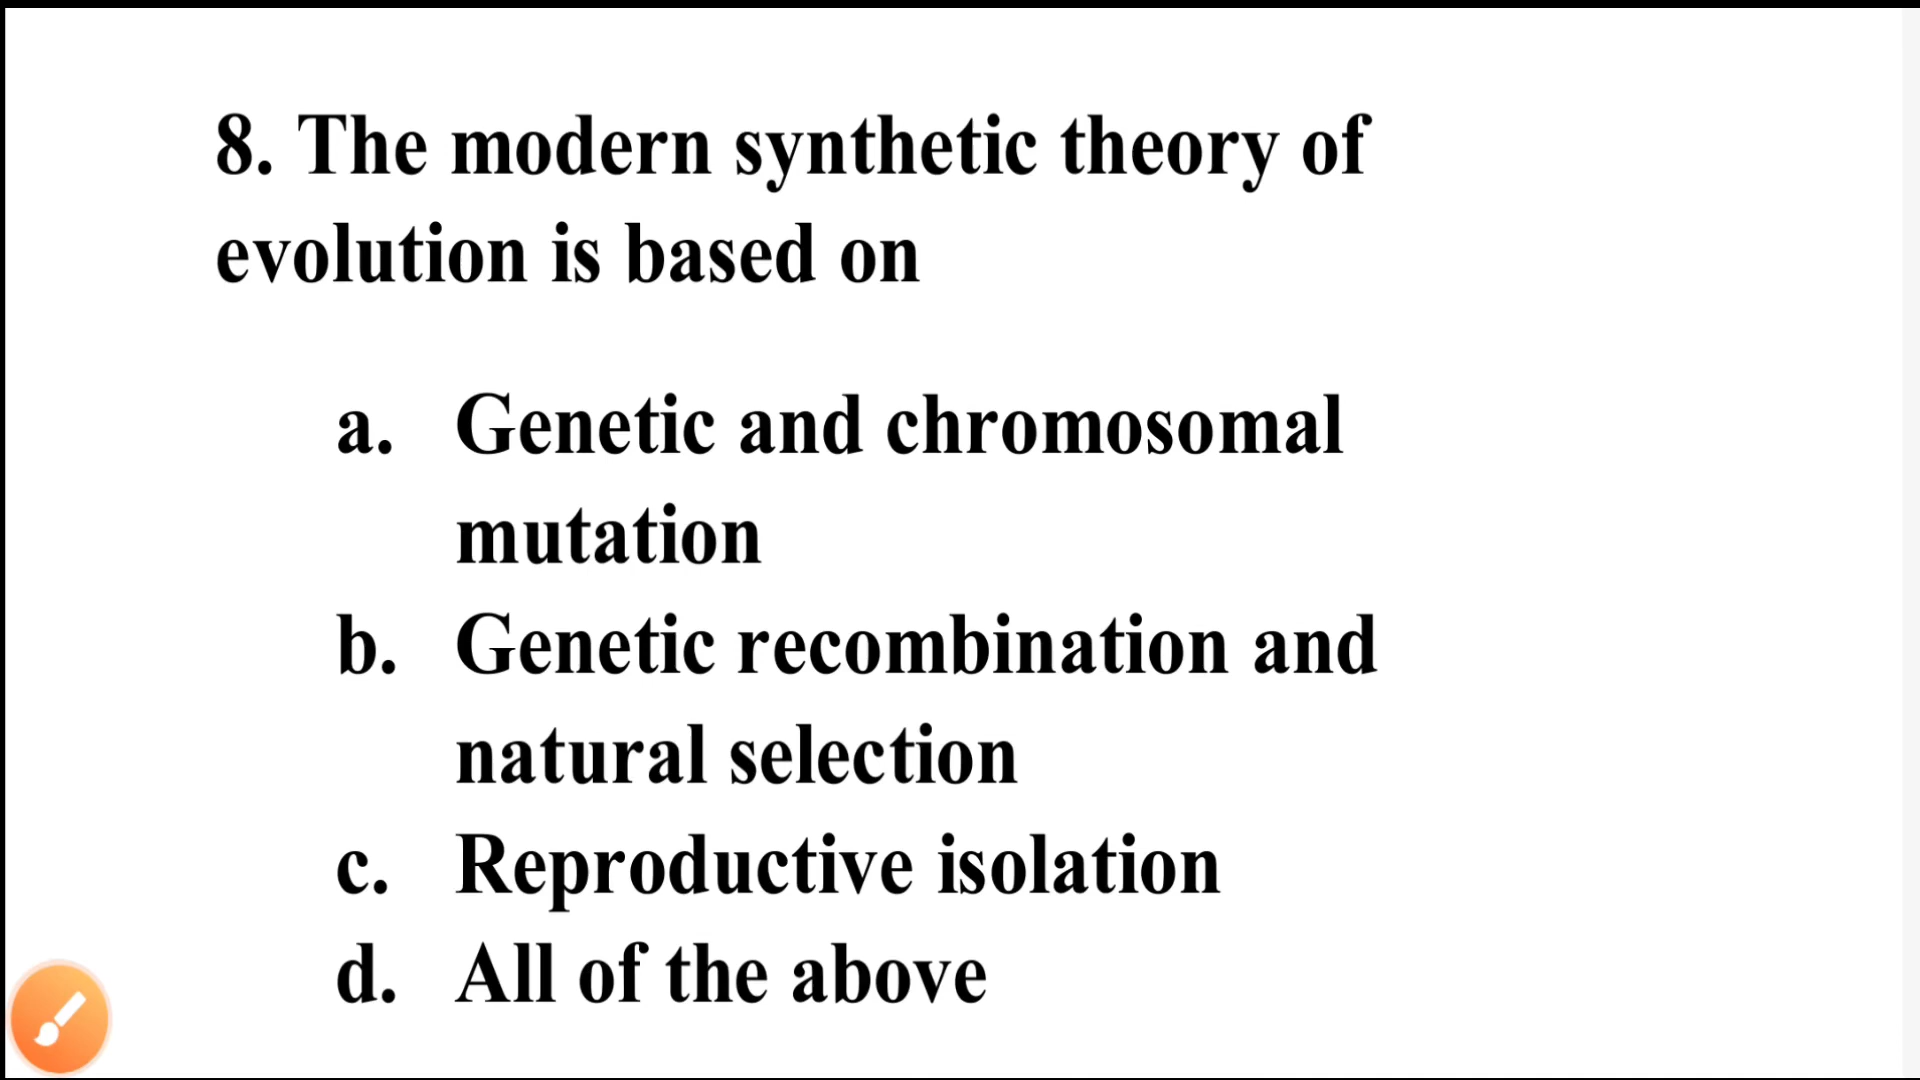 8. The modern synthetic theory of
evolution is based on
a. Genetic and chromosomal
mutation
b. Genetic recombination and
natural selection
c. Reproductive isolation
d. All of the above